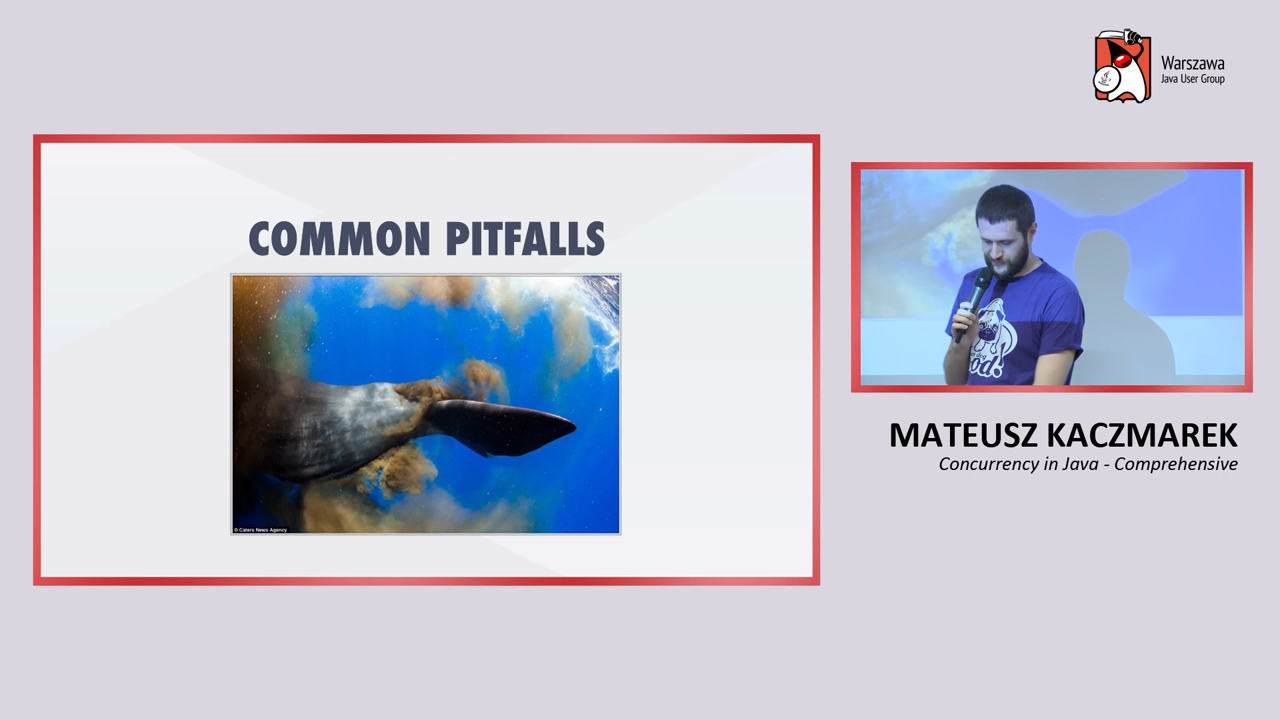 Warszawa
Java User Group
COMMON PITFALLS
© Caters News Agency
MATEUSZ KACZMAREK
Concurrency in Java - Comprehensive